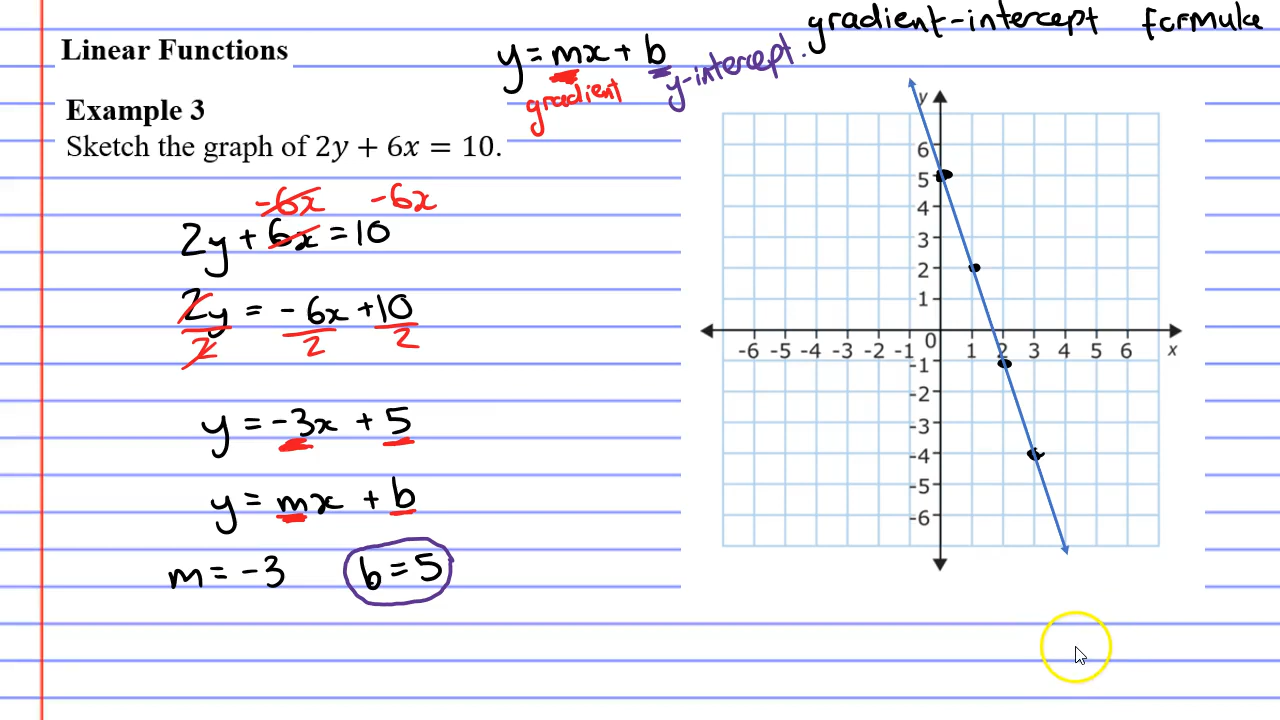 gradient-intercept formula
Linear Functions
y = mx + b
gradient
y-intercept.
Example 3
Sketch the graph of 2y + 6x = 10.
-6x -6x
2y + 6x = 10
2y = - 6x + 10
2 2 2
y = -3x + 5
y = mx + b
m = -3 b = 5
y
6
5
4
3
2
1
-6 -5 -4 -3 -2 -1 0 1 2 3 4 5 6 x
-1
-2
-3
-4
-5
-6